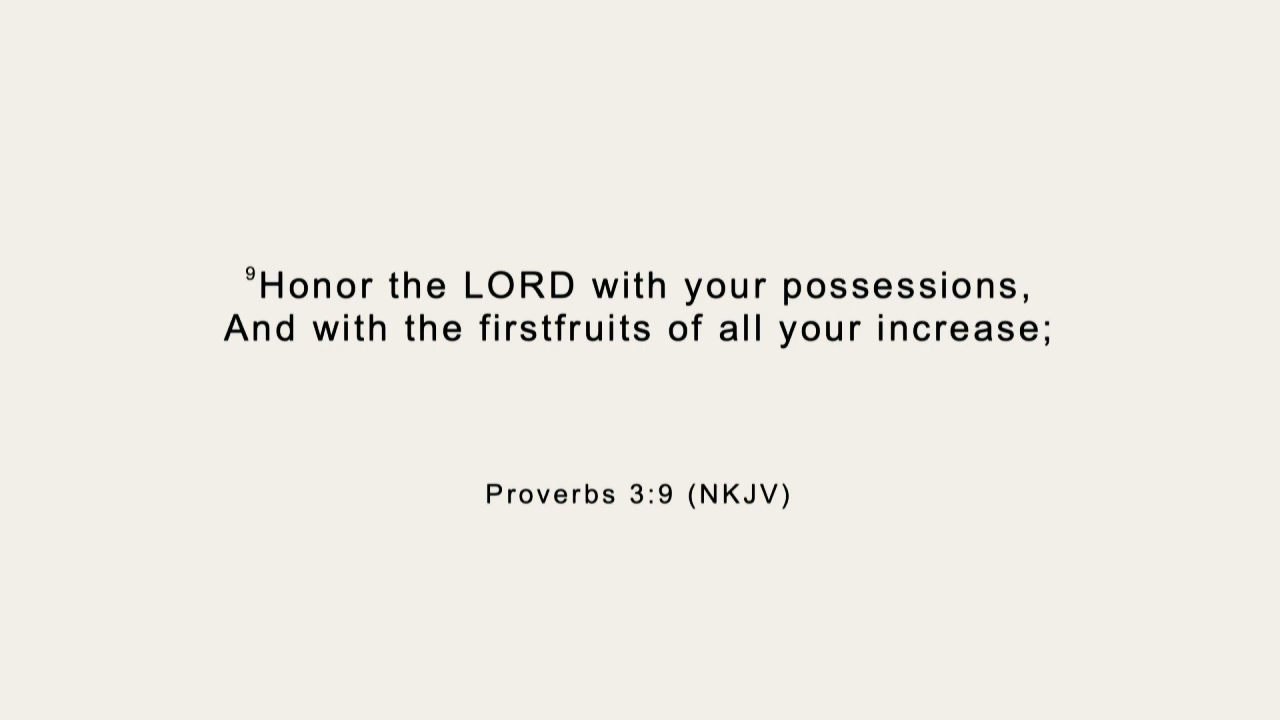 ⁹Honor the LORD with your possessions,
And with the firstfruits of all your increase;
Proverbs 3:9 (NKJV)